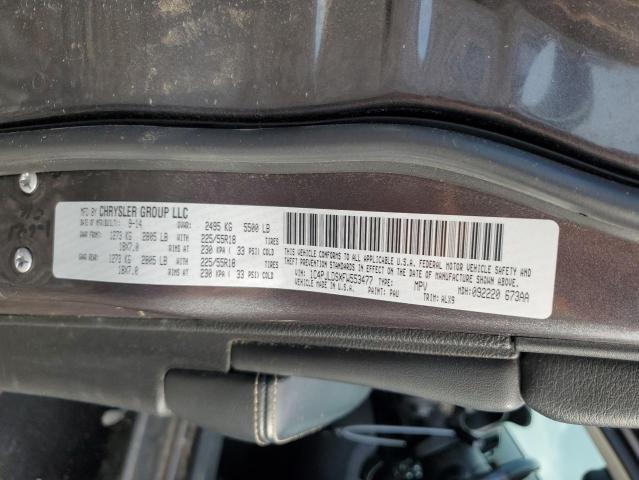 MFD BY CHRYSLER GROUP LLC
DATE OF MFR(BUILT): 9-14 GVWR: 2495 KG 5500 LB
GAWR FRONT: 1273 KG 2805 LB WITH 225/55R18 TIRES
18X7.0 RIMS AT 230 KPA ( 33 PSI) COLD
GAWR REAR: 1273 KG 2805 LB WITH 225/55R18 TIRES
18X7.0 RIMS AT 230 KPA ( 33 PSI) COLD
THIS VEHICLE CONFORMS TO ALL APPLICABLE U.S.A. FEDERAL MOTOR VEHICLE SAFETY AND
THEFT PREVENTION STANDARDS IN EFFECT ON THE DATE OF MANUFACTURE SHOWN ABOVE.
VIN: 1C4PJLDSXFW553477 TYPE: MPV MDH: 092220 673AA
VEHICLE MADE IN U.S.A. PAINT: PAU TRIM: ALX9